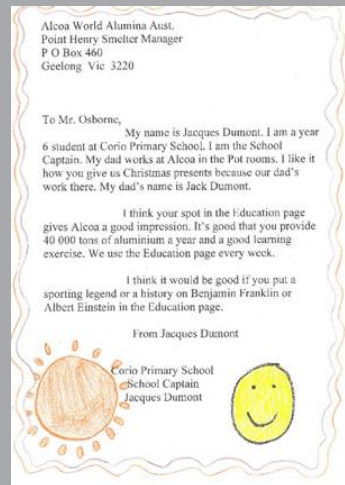 Alcoa World Alumina Aust.
Point Henry Smelter Manager
P O Box 460
Geelong Vic 3220
To Mr. Osborne,
My name is Jacques Dumont. I am a year
6 student at Corio Primary School. I am the School
Captain. My dad works at Alcoa in the Pot rooms. I like it
how you give us Christmas presents because our dad's
work there. My dad's name is Jack Dumont.
I think your spot in the Education page
gives Alcoa a good impression. It's good that you provide
40 000 tons of aluminium a year and a good learning
exercise. We use the Education page every week.
I think it would be good if you put a
sporting legend or a history on Benjamin Franklin or
Albert Einstein in the Education page.
From Jacques Dumont
Corio Primary School
School Captain
Jacques Dumont